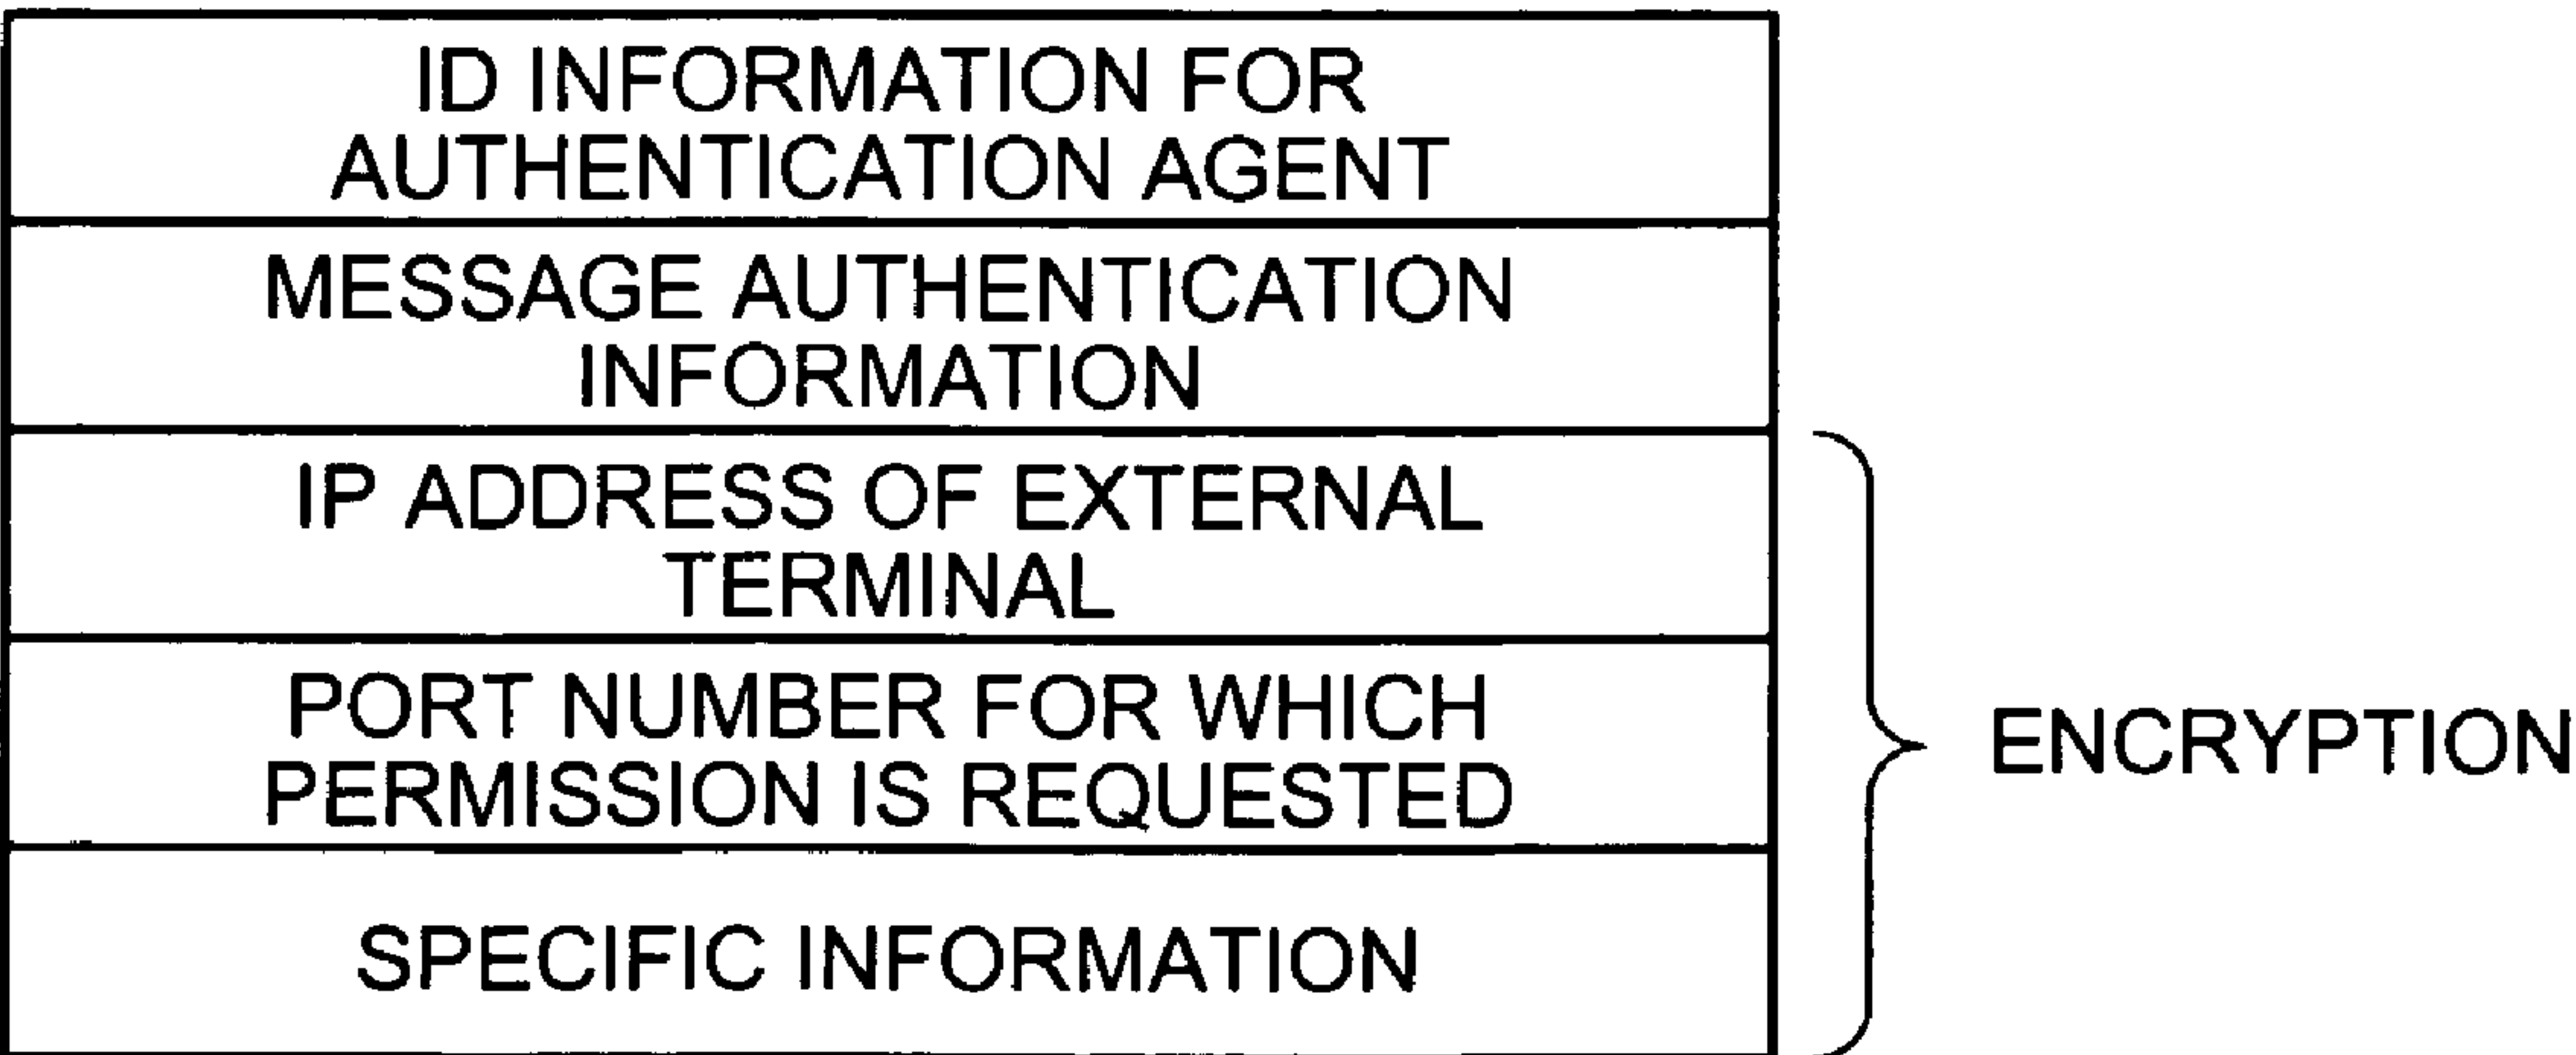 ID INFORMATION FOR
AUTHENTICATION AGENT
MESSAGE AUTHENTICATION
INFORMATION
IP ADDRESS OF EXTERNAL
TERMINAL
PORT NUMBER FOR WHICH
PERMISSION IS REQUESTED
ENCRYPTION
SPECIFIC INFORMATION